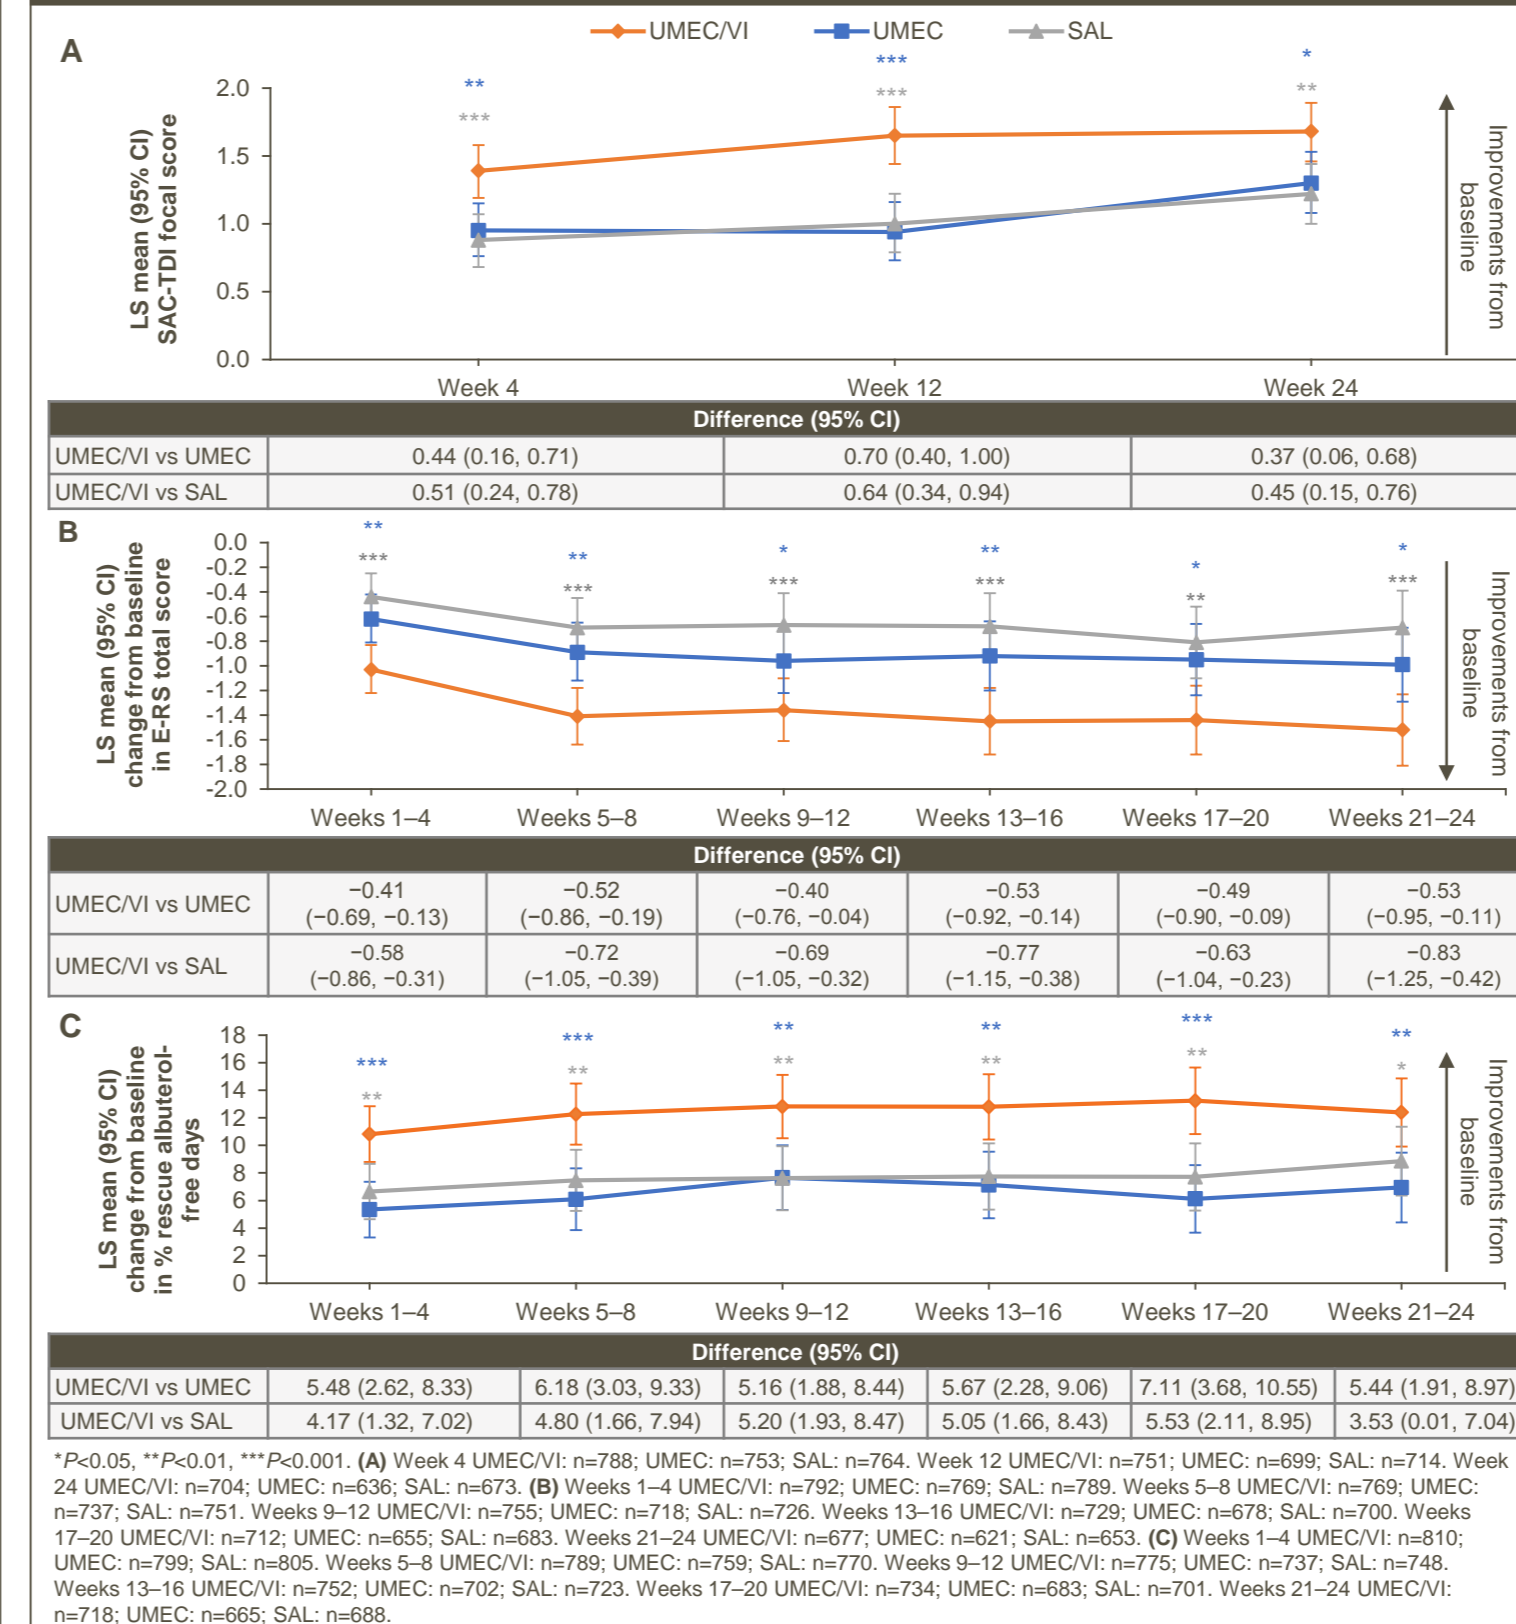 UMEC/VI UMEC SAL
A
LS mean (95% CI)
SAC-TDI focal score
2.0
1.5
1.0
0.5
0.0
** *** *
*** *** **
Improvements from
baseline
Week 4 Week 12 Week 24
Difference (95% CI)
UMEC/VI vs UMEC 0.44 (0.16, 0.71) 0.70 (0.40, 1.00) 0.37 (0.06, 0.68)
UMEC/VI vs SAL 0.51 (0.24, 0.78) 0.64 (0.34, 0.94) 0.45 (0.15, 0.76)
B
LS mean (95% CI)
change from baseline
in E-RS total score
0.0
-0.2
-0.4
-0.6
-0.8
-1.0
-1.2
-1.4
-1.6
-1.8
-2.0
** ** * ** * *
*** *** *** *** ** ***
Improvements from
baseline
Weeks 1–4 Weeks 5–8 Weeks 9–12 Weeks 13–16 Weeks 17–20 Weeks 21–24
Difference (95% CI)
UMEC/VI vs UMEC −0.41 −0.52 −0.40 −0.53 −0.49 −0.53
(−0.69, −0.13) (−0.86, −0.19) (−0.76, −0.04) (−0.92, −0.14) (−0.90, −0.09) (−0.95, −0.11)
UMEC/VI vs SAL −0.58 −0.72 −0.69 −0.77 −0.63 −0.83
(−0.86, −0.31) (−1.05, −0.39) (−1.05, −0.32) (−1.15, −0.38) (−1.04, −0.23) (−1.25, −0.42)
C
LS mean (95% CI)
change from baseline
in % rescue albuterol-
free days
18
16
14
12
10
8
6
4
2
0
*** *** ** ** *** **
** ** ** ** ** *
Improvements from
baseline
Weeks 1–4 Weeks 5–8 Weeks 9–12 Weeks 13–16 Weeks 17–20 Weeks 21–24
Difference (95% CI)
UMEC/VI vs UMEC 5.48 (2.62, 8.33) 6.18 (3.03, 9.33) 5.16 (1.88, 8.44) 5.67 (2.28, 9.06) 7.11 (3.68, 10.55) 5.44 (1.91, 8.97)
UMEC/VI vs SAL 4.17 (1.32, 7.02) 4.80 (1.66, 7.94) 5.20 (1.93, 8.47) 5.05 (1.66, 8.43) 5.53 (2.11, 8.95) 3.53 (0.01, 7.04)
*P<0.05, **P<0.01, ***P<0.001. (A) Week 4 UMEC/VI: n=788; UMEC: n=753; SAL: n=764. Week 12 UMEC/VI: n=751; UMEC: n=699; SAL: n=714. Week
24 UMEC/VI: n=704; UMEC: n=636; SAL: n=673. (B) Weeks 1–4 UMEC/VI: n=792; UMEC: n=769; SAL: n=789. Weeks 5–8 UMEC/VI: n=769; UMEC:
n=737; SAL: n=751. Weeks 9–12 UMEC/VI: n=755; UMEC: n=718; SAL: n=726. Weeks 13–16 UMEC/VI: n=729; UMEC: n=678; SAL: n=700. Weeks
17–20 UMEC/VI: n=712; UMEC: n=655; SAL: n=683. Weeks 21–24 UMEC/VI: n=677; UMEC: n=621; SAL: n=653. (C) Weeks 1–4 UMEC/VI: n=810;
UMEC: n=799; SAL: n=805. Weeks 5–8 UMEC/VI: n=789; UMEC: n=759; SAL: n=770. Weeks 9–12 UMEC/VI: n=775; UMEC: n=737; SAL: n=748.
Weeks 13–16 UMEC/VI: n=752; UMEC: n=702; SAL: n=723. Weeks 17–20 UMEC/VI: n=734; UMEC: n=683; SAL: n=701. Weeks 21–24 UMEC/VI:
n=718; UMEC: n=665; SAL: n=688.